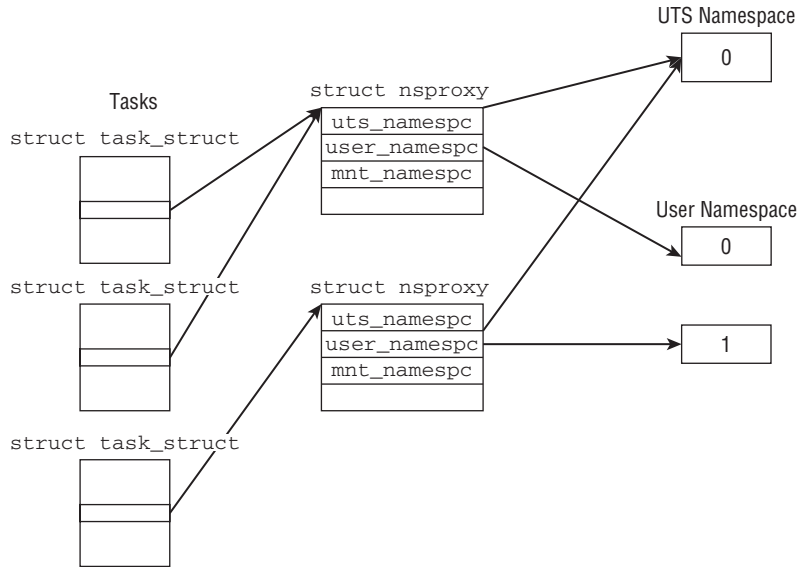 UTS Namespace
0
Tasks
struct task_struct
struct nsproxy
uts_namespc
user_namespc
mnt_namespc
User Namespace
0
struct task_struct
struct nsproxy
uts_namespc
user_namespc
mnt_namespc
1
struct task_struct